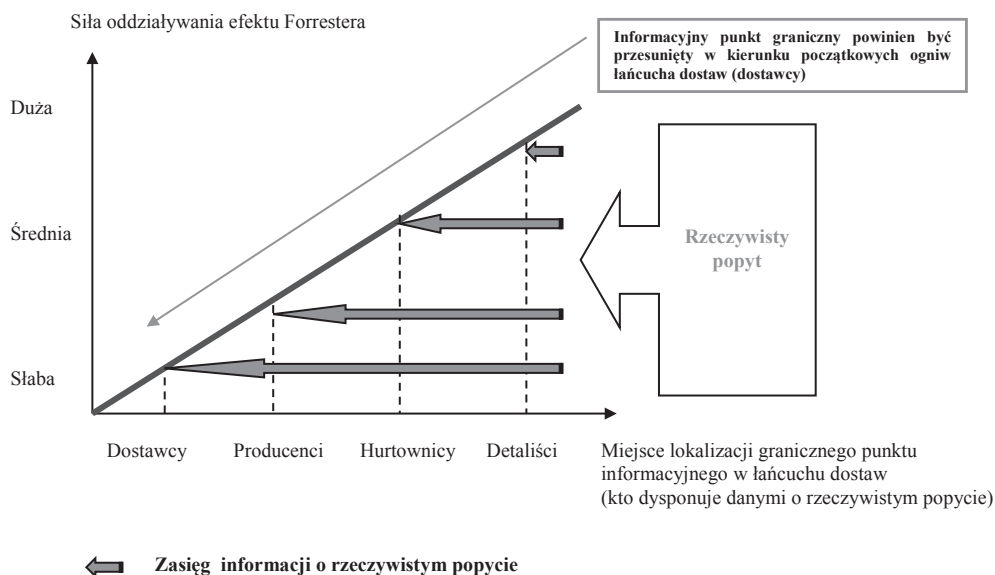 Siła oddziaływania efektu Forrestera
Informacyjny punkt graniczny powinien być
przesunięty w kierunku początkowych ogniw
łańcucha dostaw (dostawcy)
Duża
Średnia
Rzeczywisty
popyt
Słaba
Dostawcy Producenci Hurtownicy Detaliści
Miejsce lokalizacji granicznego punktu
informacyjnego w łańcuchu dostaw
(kto dysponuje danymi o rzeczywistym popycie)
Zasięg informacji o rzeczywistym popycie